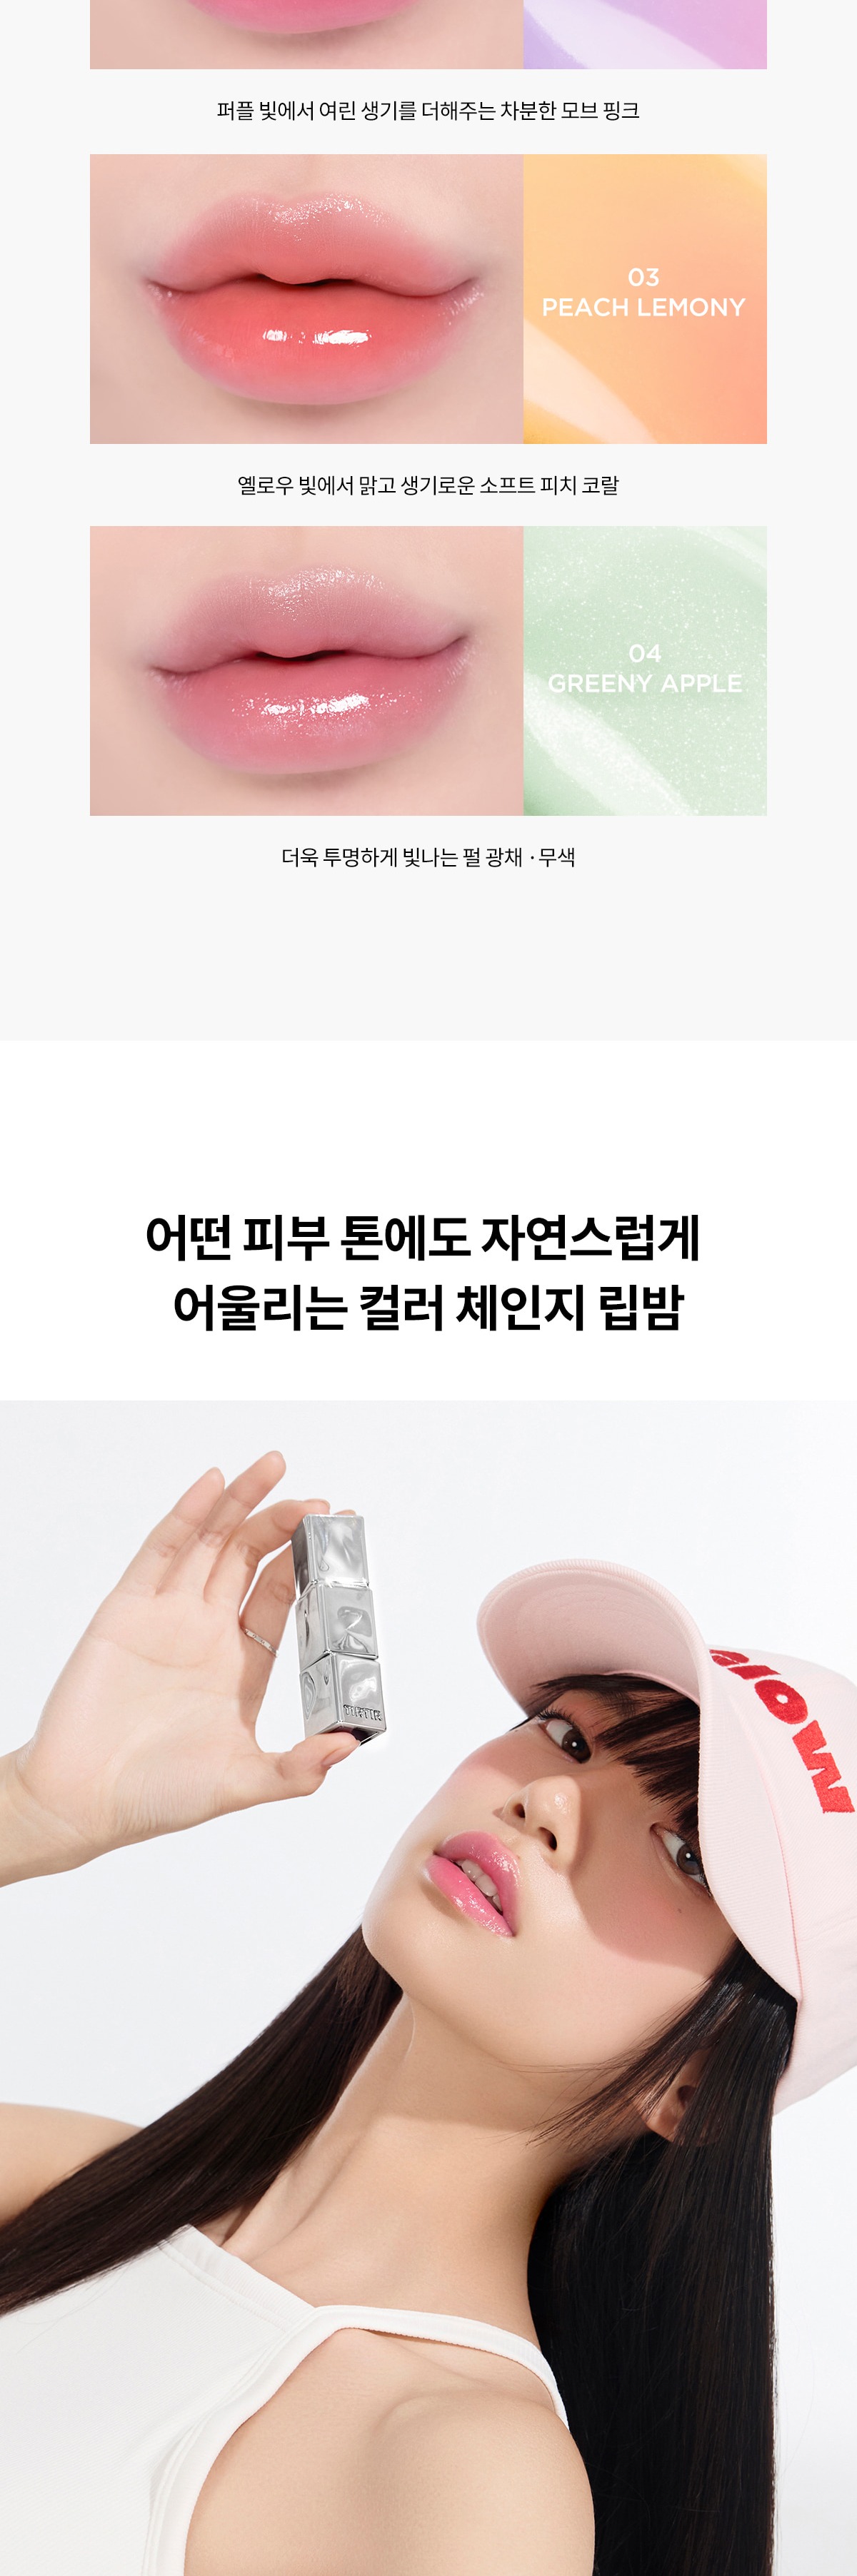 퍼플 빛에서 여린 생기를 더해주는 차분한 모브 핑크
03
PEACH LEMONY
옐로우 빛에서 맑고 생기로운 소프트 피치 코랄
04
GREENY APPLE
더욱 투명하게 빛나는 펄 광채 · 무색
어떤 피부 톤에도 자연스럽게
어울리는 컬러 체인지 립밤
TIRTIR
glow